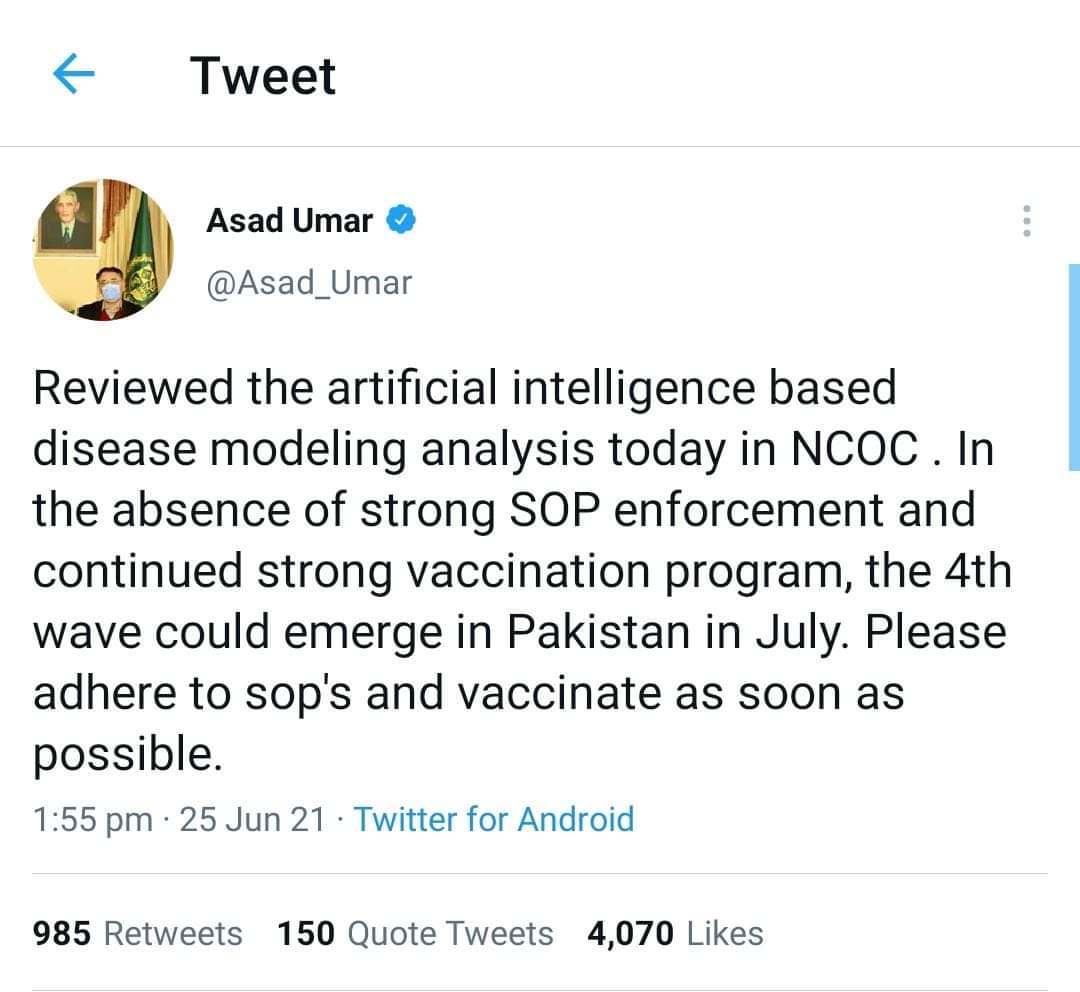 Tweet
Asad Umar
@Asad_Umar
Reviewed the artificial intelligence based
disease modeling analysis today in NCOC . In
the absence of strong SOP enforcement and
continued strong vaccination program, the 4th
wave could emerge in Pakistan in July. Please
adhere to sop's and vaccinate as soon as
possible.
1:55 pm · 25 Jun 21 · Twitter for Android
985 Retweets 150 Quote Tweets 4,070 Likes